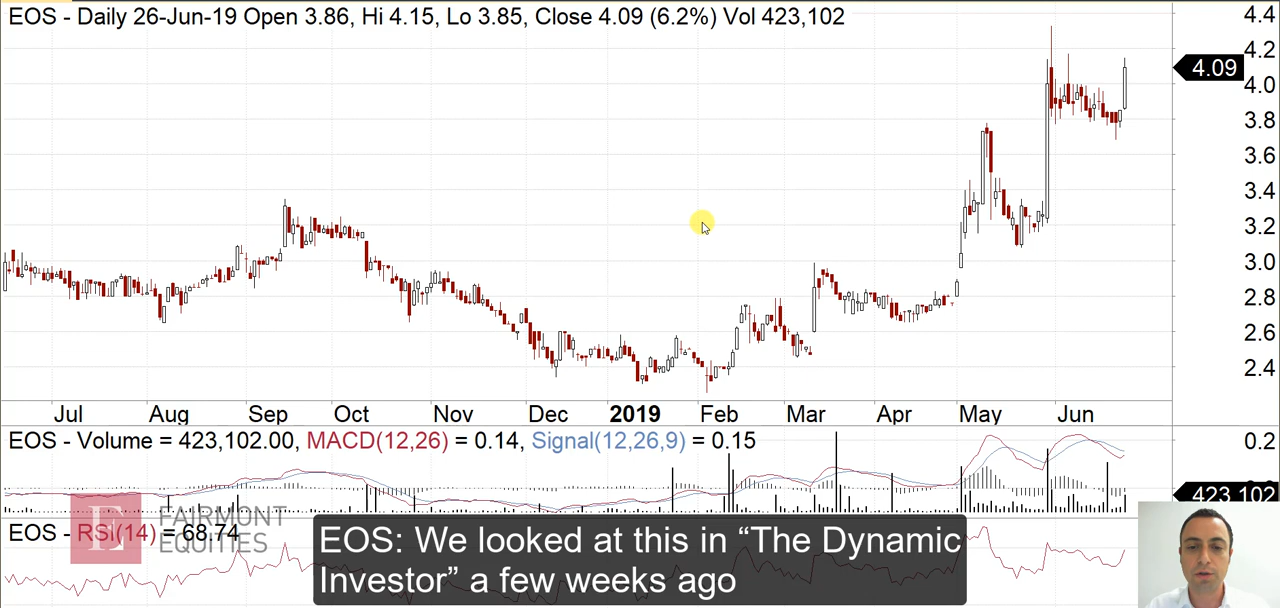 EOS - Daily 26-Jun-19 Open 3.86, Hi 4.15, Lo 3.85, Close 4.09 (6.2%) Vol 423,102
4.4
4.2
4.09
4.0
3.8
3.6
3.4
3.2
3.0
2.8
2.6
2.4
Jul Aug Sep Oct Nov Dec 2019 Feb Mar Apr May Jun
EOS - Volume = 423,102.00, MACD(12,26) = 0.14, Signal(12,26,9) = 0.15
0.2
423,102
EOS - RSI(14) = 68.74
E FAIRMONT
EQUITIES
EOS: We looked at this in “The Dynamic
Investor” a few weeks ago